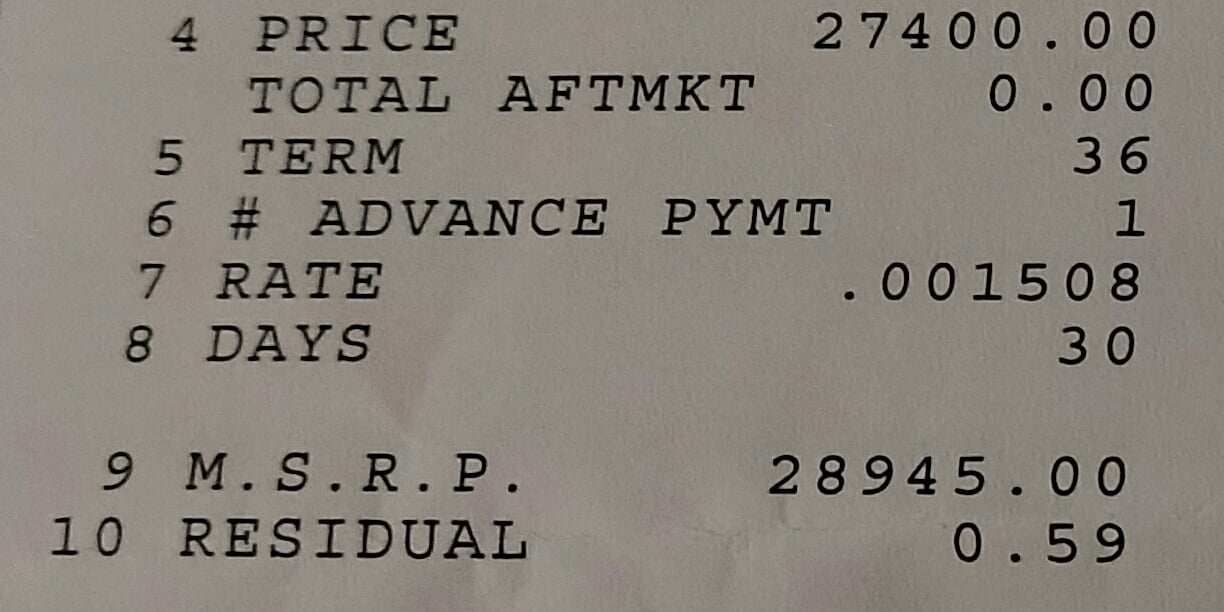 4 PRICE 27400.00
TOTAL AFTMKT 0.00
5 TERM 36
6 # ADVANCE PYMT 1
7 RATE .001508
8 DAYS 30
9 M.S.R.P. 28945.00
10 RESIDUAL 0.59